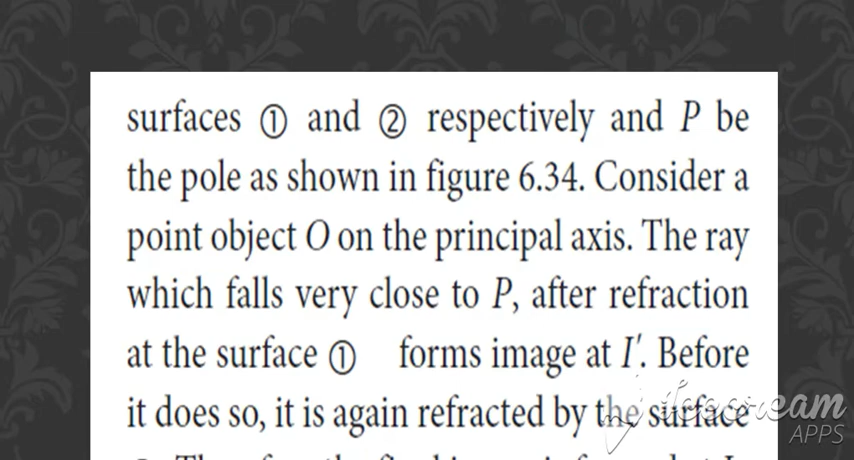 surfaces ① and ② respectively and P be
the pole as shown in figure 6.34. Consider a
point object O on the principal axis. The ray
which falls very close to P, after refraction
at the surface ① forms image at I′. Before
it does so, it is again refracted by the surface
Icecream
APPS